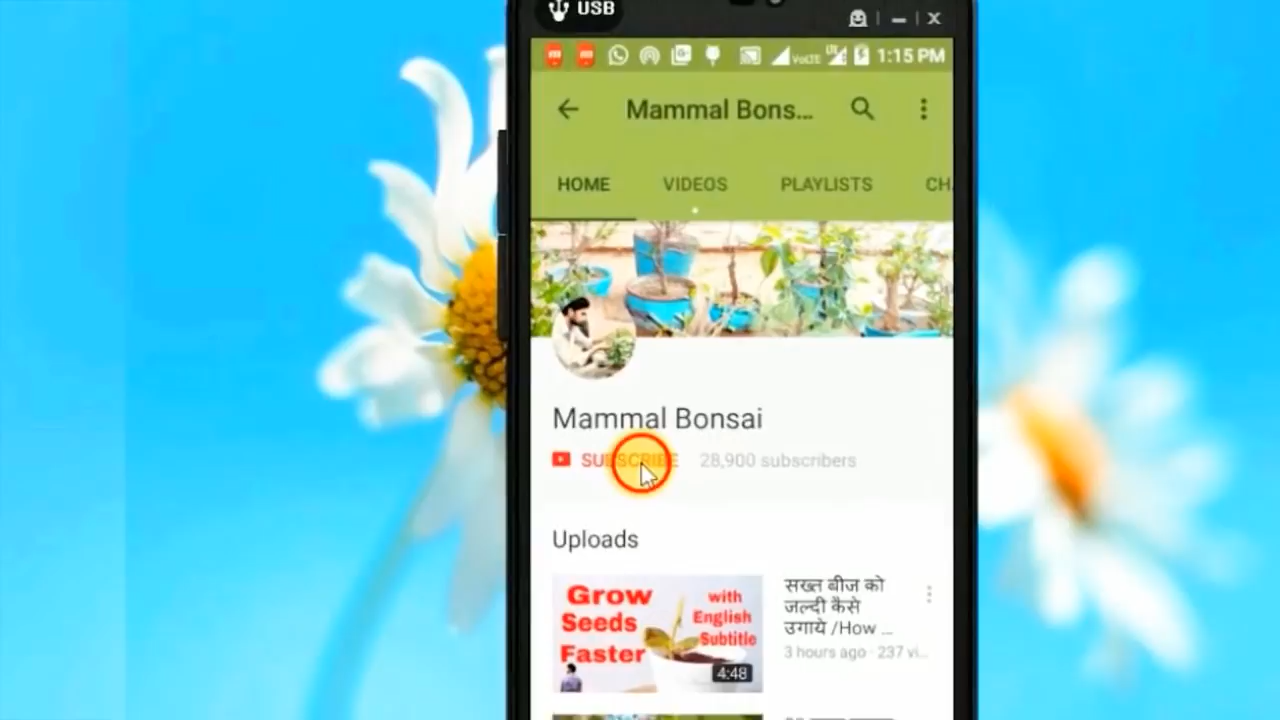 USB
1:15 PM
Mammal Bons...
HOME VIDEOS PLAYLISTS CH
Mammal Bonsai
SUBSCRIBE 28,900 subscribers
Uploads
Grow
Seeds
Faster
with
English
Subtitle
4:48
सख्त बीज को
जल्दी कैसे
उगाये /How ...
3 hours ago · 237 vi...